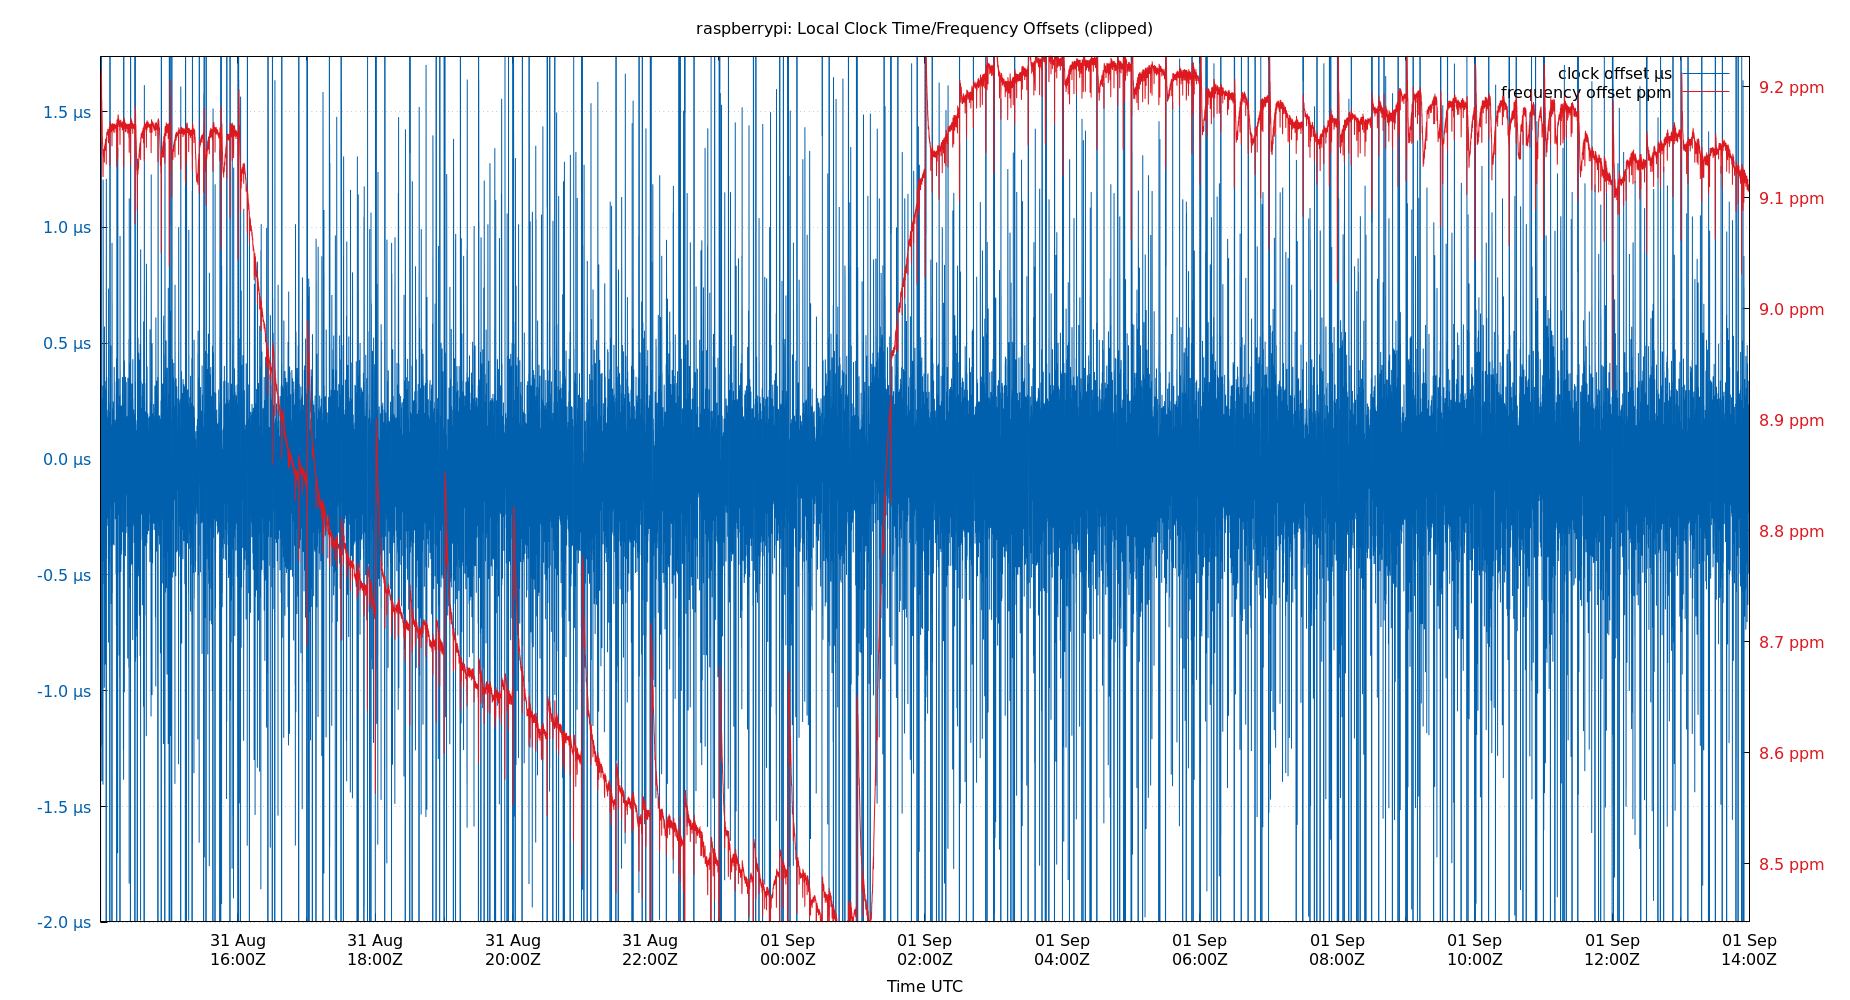 raspberrypi: Local Clock Time/Frequency Offsets (clipped)
clock offset µs
frequency offset ppm
1.5 µs
1.0 µs
0.5 µs
0.0 µs
-0.5 µs
-1.0 µs
-1.5 µs
-2.0 µs
9.2 ppm
9.1 ppm
9.0 ppm
8.9 ppm
8.8 ppm
8.7 ppm
8.6 ppm
8.5 ppm
31 Aug 31 Aug 31 Aug 31 Aug 01 Sep 01 Sep 01 Sep 01 Sep 01 Sep 01 Sep 01 Sep 01 Sep
16:00Z 18:00Z 20:00Z 22:00Z 00:00Z 02:00Z 04:00Z 06:00Z 08:00Z 10:00Z 12:00Z 14:00Z
Time UTC